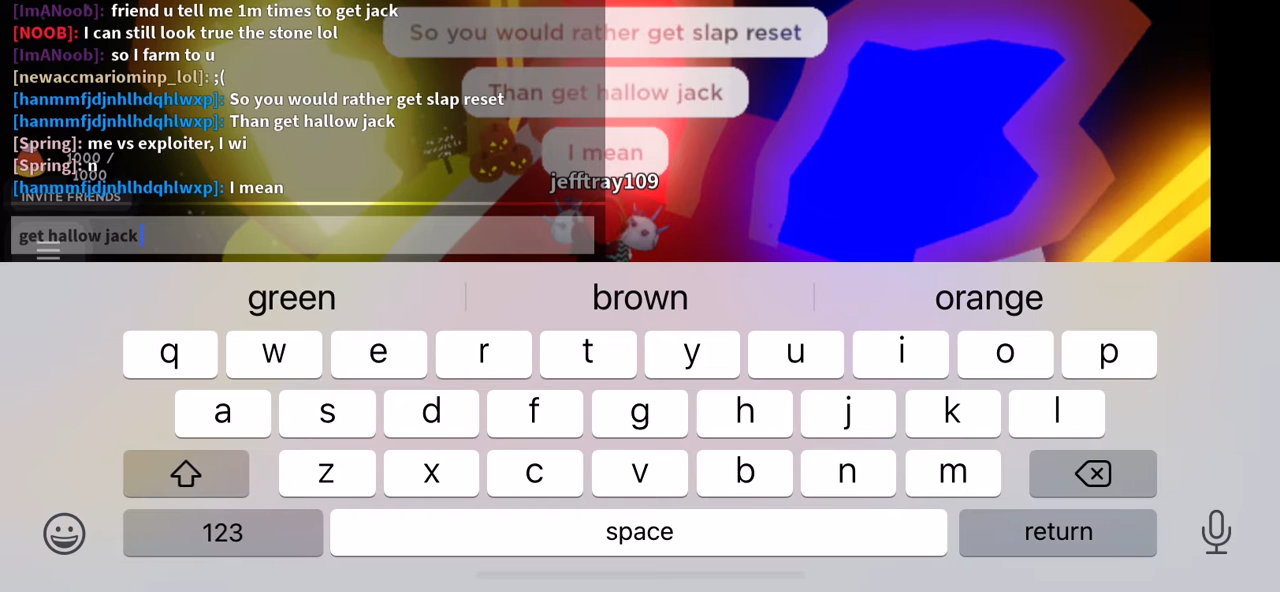 [ImANoob]: friend u tell me 1m times to get jack
[NOOB]: I can still look true the stone lol
[ImANoob]: so I farm to u
[newaccmariominp_lol]: ;(
[hanmmfjdjnhlhdqhlwxp]: So you would rather get slap reset
[hanmmfjdjnhlhdqhlwxp]: Than get hallow jack
[Spring]: me vs exploiter, I wi
[Spring]: n
[hanmmfjdjnhlhdqhlwxp]: I mean
1000 /
1000
INVITE FRIENDS
get hallow jack
So you would rather get slap reset
Than get hallow jack
I mean
jefftray109
green brown orange
q w e r t y u i o p
a s d f g h j k l
z x c v b n m
123 space return